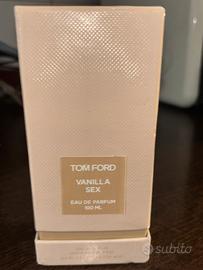 TOM FORD
VANILLA
SEX
EAU DE PARFUM
100 ML
subito